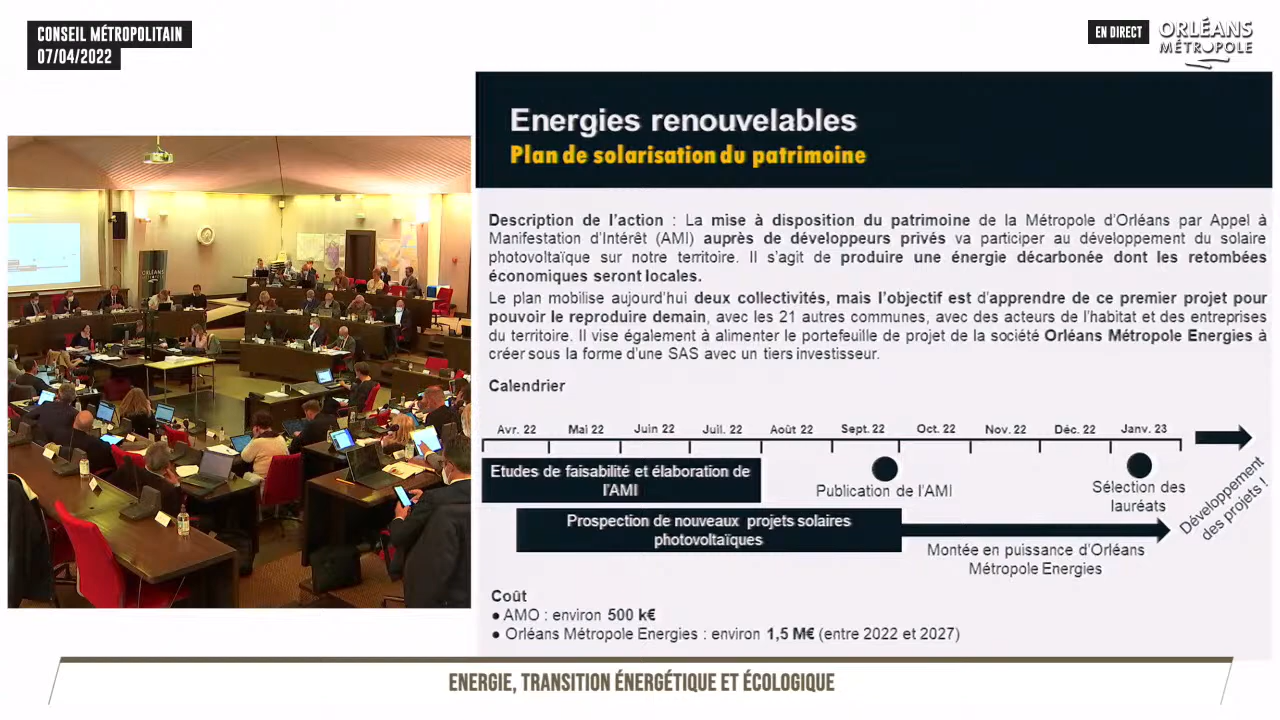 CONSEIL MÉTROPOLITAIN
07/04/2022
EN DIRECT
ORLÉANS
MÉTROPOLE
Energies renouvelables
Plan de solarisation du patrimoine
Description de l'action : La mise à disposition du patrimoine de la Métropole d'Orléans par Appel à
Manifestation d'Intérêt (AMI) auprès de développeurs privés va participer au développement du solaire
photovoltaïque sur notre territoire. Il s'agit de produire une énergie décarbonée dont les retombées
économiques seront locales.
Le plan mobilise aujourd'hui deux collectivités, mais l'objectif est d'apprendre de ce premier projet pour
pouvoir le reproduire demain, avec les 21 autres communes, avec des acteurs de l'habitat et des entreprises
du territoire. Il vise également à alimenter le portefeuille de projet de la société Orléans Métropole Energies à
créer sous la forme d'une SAS avec un tiers investisseur.
Calendrier
Avr. 22 Mai 22 Juin 22 Juil. 22 Août 22 Sept. 22 Oct. 22 Nov. 22 Déc. 22 Janv. 23
Etudes de faisabilité et élaboration de
l'AMI
Publication de l'AMI
Sélection des
lauréats
Développement
des projets !
Prospection de nouveaux projets solaires
photovoltaïques
Montée en puissance d'Orléans
Métropole Energies
Coût
● AMO : environ 500 k€
● Orléans Métropole Energies : environ 1,5 M€ (entre 2022 et 2027)
ORLÉANS
ENERGIE, TRANSITION ÉNERGÉTIQUE ET ÉCOLOGIQUE